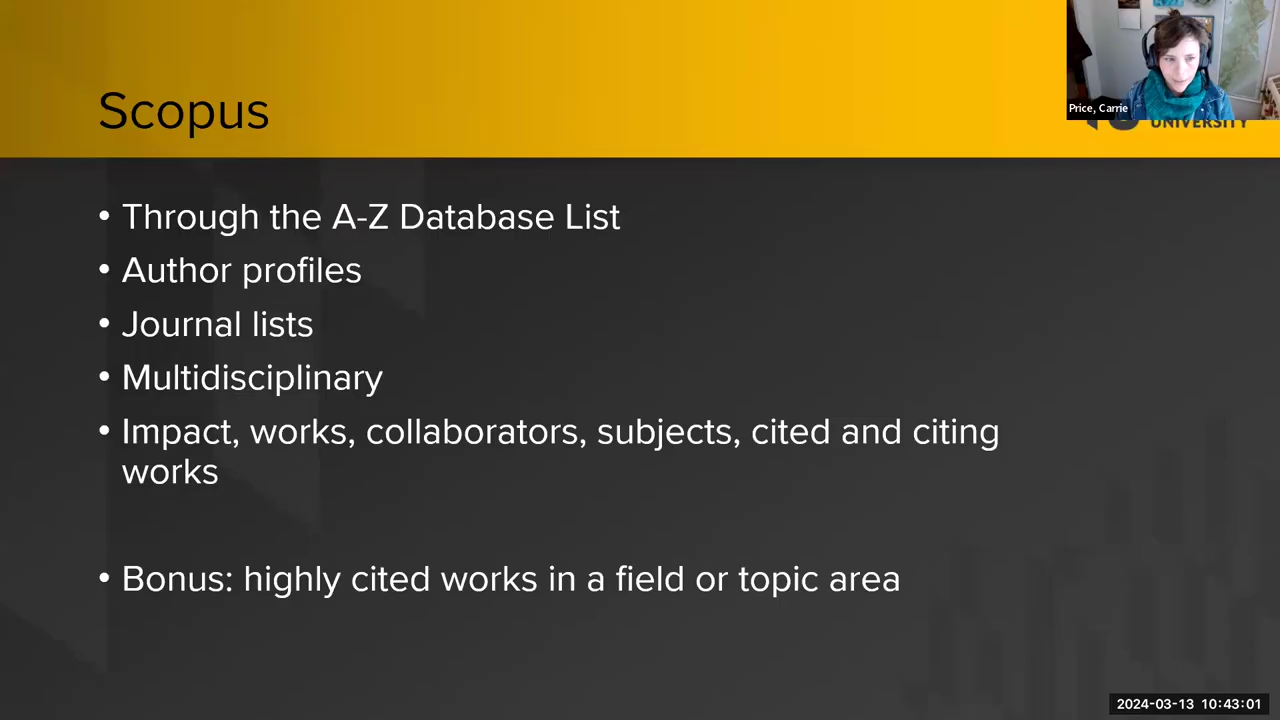 Scopus
Price, Carrie
UNIVERSITY
• Through the A-Z Database List
• Author profiles
• Journal lists
• Multidisciplinary
• Impact, works, collaborators, subjects, cited and citing
works
• Bonus: highly cited works in a field or topic area
2024-03-13 10:43:01